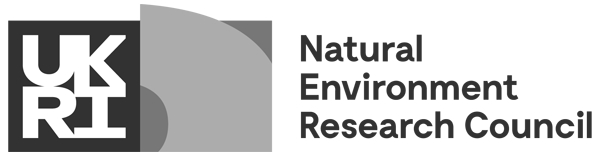 UK
RI
Natural
Environment
Research Council